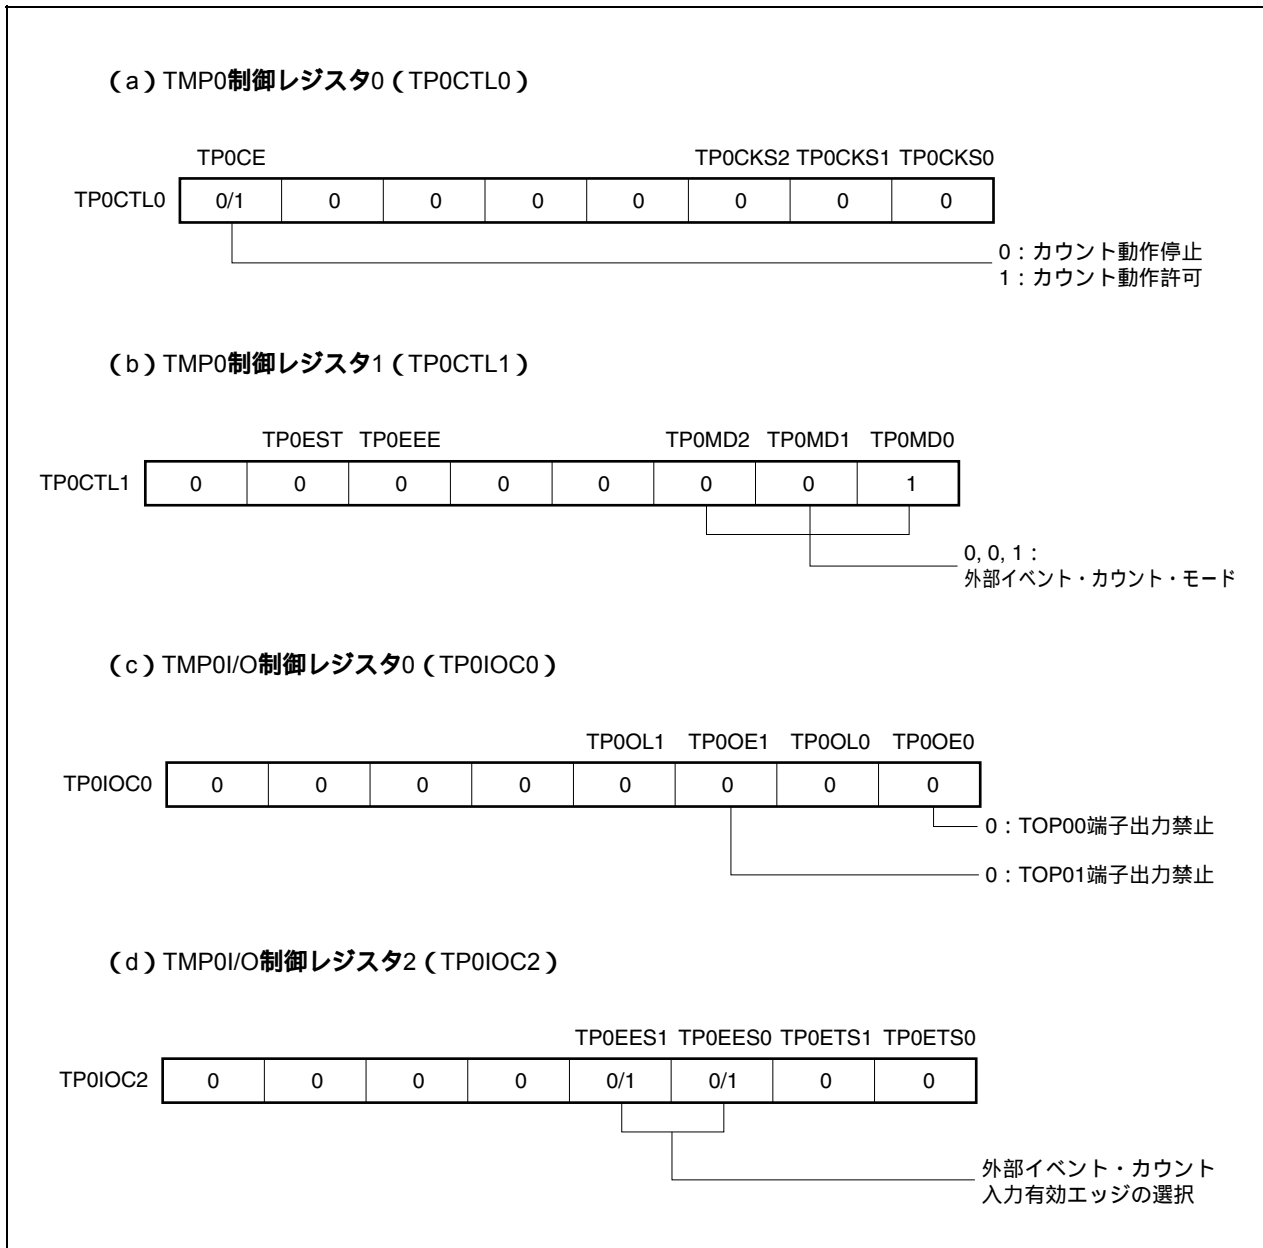 （a）TMP0制御レジスタ0（TP0CTL0）
TP0CE TP0CKS2 TP0CKS1 TP0CKS0
TP0CTL0 0/1 0 0 0 0 0 0 0
0：カウント動作停止
1：カウント動作許可
（b）TMP0制御レジスタ1（TP0CTL1）
TP0EST TP0EEE TP0MD2 TP0MD1 TP0MD0
TP0CTL1 0 0 0 0 0 0 0 1
0, 0, 1：
外部イベント・カウント・モード
（c）TMP0I/O制御レジスタ0（TP0IOC0）
TP0OL1 TP0OE1 TP0OL0 TP0OE0
TP0IOC0 0 0 0 0 0 0 0 0
0：TOP00端子出力禁止
0：TOP01端子出力禁止
（d）TMP0I/O制御レジスタ2（TP0IOC2）
TP0EES1 TP0EES0 TP0ETS1 TP0ETS0
TP0IOC2 0 0 0 0 0/1 0/1 0 0
外部イベント・カウント
入力有効エッジの選択